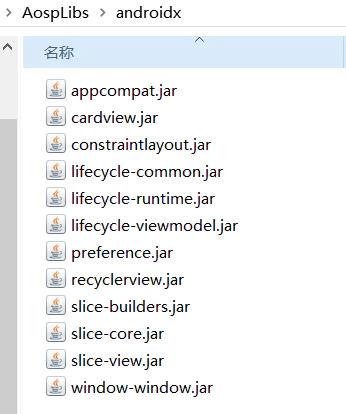 AospLibs > androidx
名称
appcompat.jar
cardview.jar
constraintlayout.jar
lifecycle-common.jar
lifecycle-runtime.jar
lifecycle-viewmodel.jar
preference.jar
recyclerview.jar
slice-builders.jar
slice-core.jar
slice-view.jar
window-window.jar